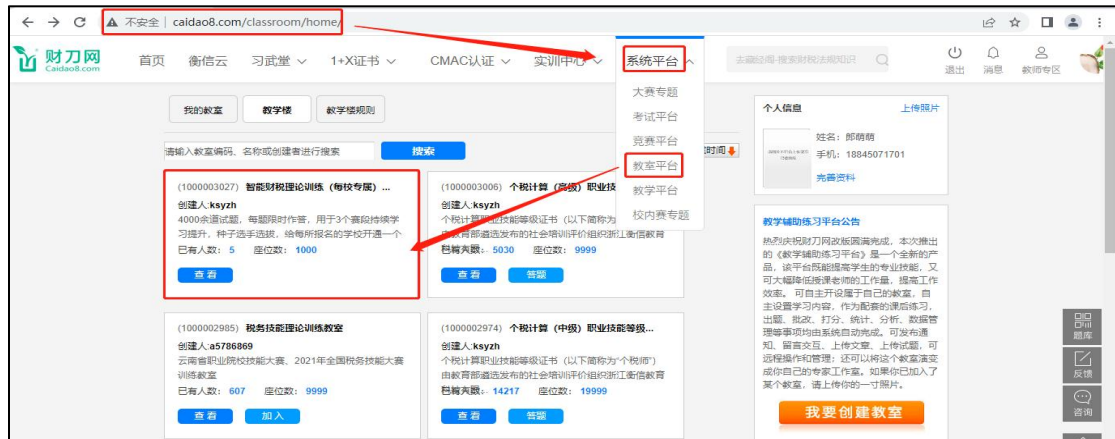 不安全 | caidao8.com/classroom/home/
财刀网
Caidao8.com
首页 衡信云 习武堂 1+X证书 CMAC认证 实训中心 系统平台
去藏经阁-搜索财税法规知识
退出 消息 教师专区
大赛专题
考试平台
竞赛平台
教室平台
教学平台
校内赛专题
我的教室 教学楼 教学楼规则
请输入教室编码、名称或创建者进行搜索 搜索
时间
(1000003027) 智能财税理论训练（每校专属）...
创建人:ksyzh
4000余道试题，每题限时作答，用于3个赛段持续学
习提升，种子选手选拔，给每所报名的学校开通一个
已有人数： 5 座位数： 1000
查看
(1000003006) 个税计算（高级）职业技
创建人:ksyzh
个税计算职业技能等级证书（以下简称为
由教育部遴选发布的社会培训评价组织浙江衡信教育
5030 座位数： 9999
查看 答题
(1000002985) 税务技能理论训练教室
创建人:a5786869
云南省职业院校技能大赛、2021年全国税务技能大赛
训练教室
已有人数： 607 座位数： 9999
查看 加入
(1000002974) 个税计算（中级）职业技能等级...
创建人:ksyzh
个税计算职业技能等级证书（以下简称为“个税师”）
由教育部遴选发布的社会培训评价组织浙江衡信教育
14217 座位数： 19999
查看 答题
个人信息 上传照片
姓名：郎萌萌
手机：18845071701
完善资料
教学辅助练习平台公告
热烈庆祝财刀网改版圆满完成，本次推出
的《教学辅助练习平台》是一个全新的产
品，该平台既能提高学生的专业技能，又
可大幅降低授课老师的工作量，提高工作
效率。 可自主开设属于自己的教室，自
主设置学习内容，作为配套的课后练习，
出题、批改、打分、统计、分析、数据管
理等事项均由系统自动完成。可发布通
知、留言交互、上传文章、上传试题，可
远程操作和管理；还可以将这个教室演变
成你自己的专家工作室。如果你已加入了
某个教室，请上传你的一寸照片。
我要创建教室
题库
反馈
咨询